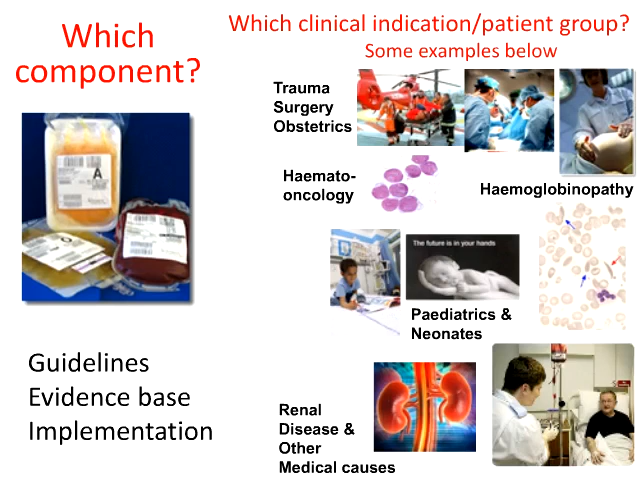 Which
component?
Which clinical indication/patient group?
Some examples below
Trauma
Surgery
Obstetrics
Haemato-
oncology
Haemoglobinopathy
A
O
The future is in your hands
Paediatrics &
Neonates
Guidelines
Evidence base
Implementation
Renal
Disease &
Other
Medical causes